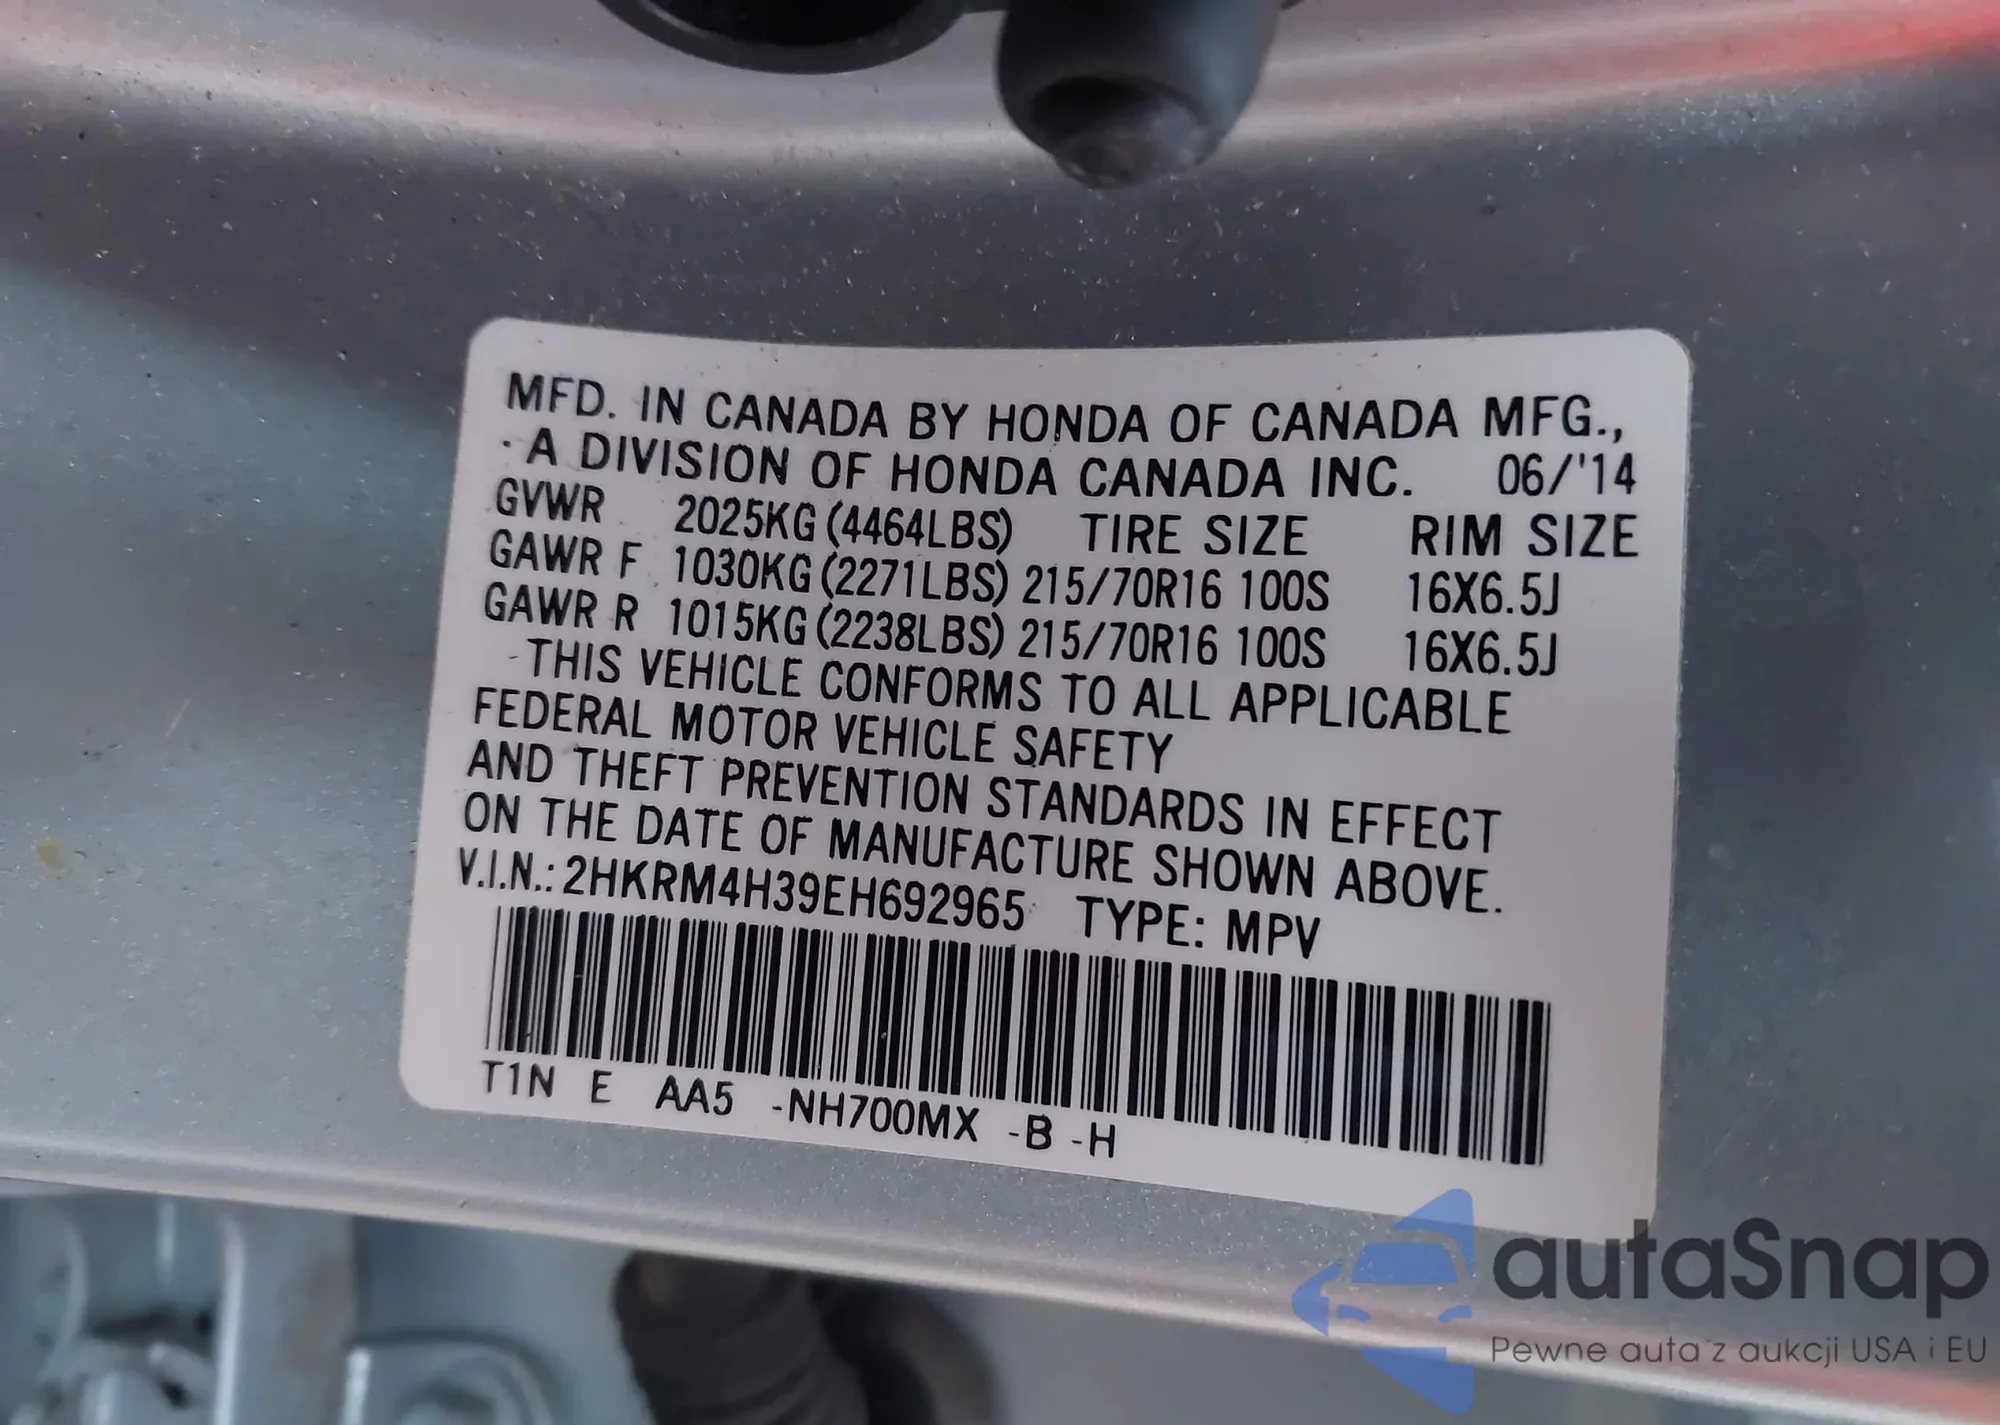 MFD. IN CANADA BY HONDA OF CANADA MFG.,
· A DIVISION OF HONDA CANADA INC. 06/'14
GVWR 2025KG (4464LBS) TIRE SIZE RIM SIZE
GAWR F 1030KG (2271LBS) 215/70R16 100S 16X6.5J
GAWR R 1015KG (2238LBS) 215/70R16 100S 16X6.5J
THIS VEHICLE CONFORMS TO ALL APPLICABLE
FEDERAL MOTOR VEHICLE SAFETY
AND THEFT PREVENTION STANDARDS IN EFFECT
ON THE DATE OF MANUFACTURE SHOWN ABOVE.
V.I.N.: 2HKRM4H39EH692965 TYPE: MPV
T1N E AA5 -NH700MX -B -H
autaSnap
Pewne auta z aukcji USA i EU